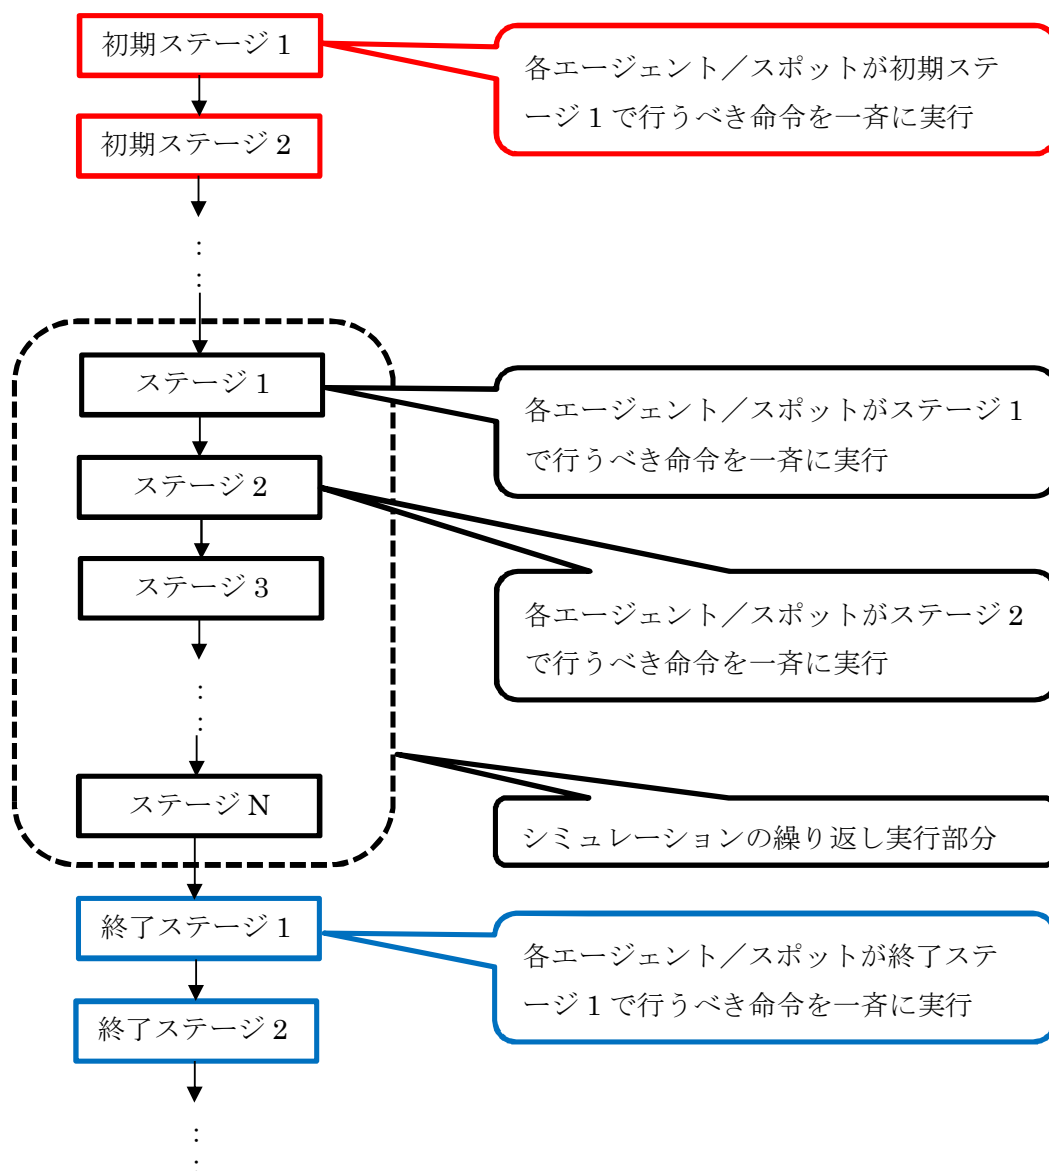 初期ステージ 1
各エージェント／スポットが初期ステ
ージ 1 で行うべき命令を一斉に実行
初期ステージ 2
：
：
ステージ 1
各エージェント／スポットがステージ 1
で行うべき命令を一斉に実行
ステージ 2
ステージ 3
各エージェント／スポットがステージ 2
で行うべき命令を一斉に実行
：
：
ステージ N
シミュレーションの繰り返し実行部分
終了ステージ 1
各エージェント／スポットが終了ステ
ージ 1 で行うべき命令を一斉に実行
終了ステージ 2
：